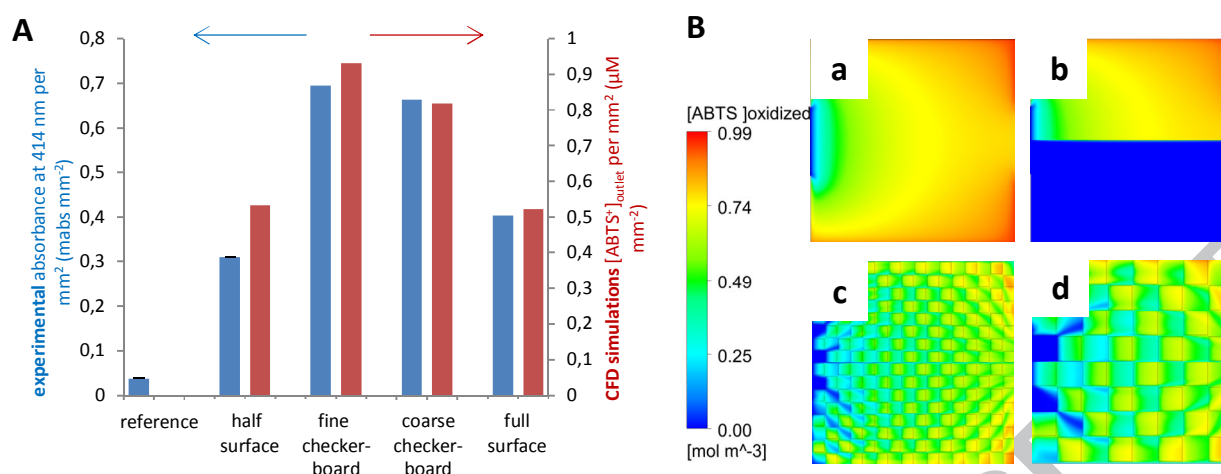 A
experimental absorbance at 414 nm per
mm² (mabs mm⁻²)
0,8
0,7
0,6
0,5
0,4
0,3
0,2
0,1
0
reference
half
surface
fine
checker-
board
coarse
checker-
board
full
surface
1
0,9
0,8
0,7
0,6
0,5
0,4
0,3
0,2
0,1
0
CFD simulations [ABTS⁺]outlet per mm² (µM
mm⁻²)
B
a
b
[ABTS ]oxidized
0.99
0.74
0.49
0.25
0.00
[mol m^-3]
c
d